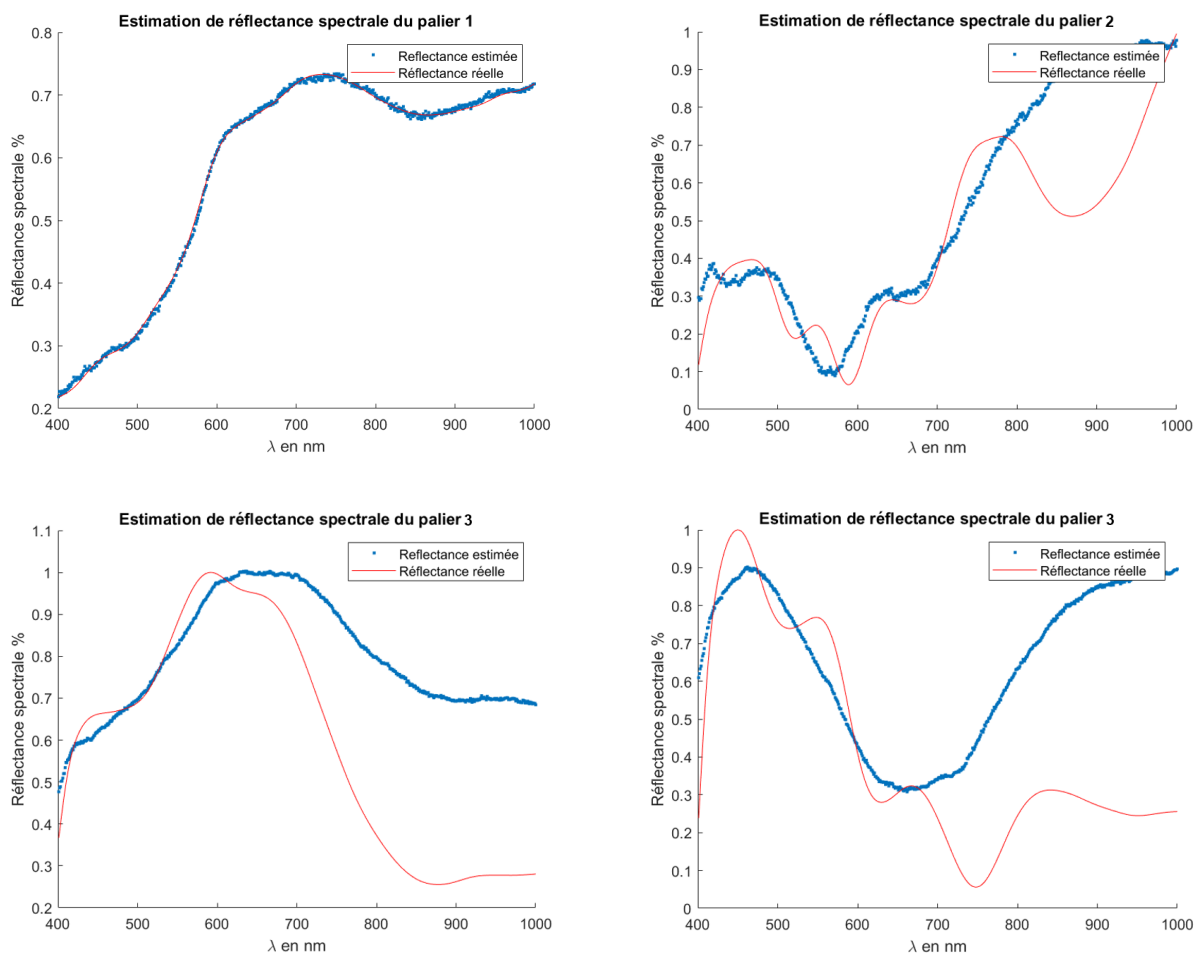 Estimation de réflectance spectrale du palier 1
Reflectance estimée
Réflectance réelle
Réflectance spectrale %
0.8
0.7
0.6
0.5
0.4
0.3
0.2
400 500 600 700 800 900 1000
λ en nm
Estimation de réflectance spectrale du palier 2
Reflectance estimée
Réflectance réelle
Réflectance spectrale %
1
0.9
0.8
0.7
0.6
0.5
0.4
0.3
0.2
0.1
0
400 500 600 700 800 900 1000
λ en nm
Estimation de réflectance spectrale du palier 3
Reflectance estimée
Réflectance réelle
Réflectance spectrale %
1.1
1
0.9
0.8
0.7
0.6
0.5
0.4
0.3
0.2
400 500 600 700 800 900 1000
λ en nm
Estimation de réflectance spectrale du palier 3
Reflectance estimée
Réflectance réelle
Réflectance spectrale %
1
0.9
0.8
0.7
0.6
0.5
0.4
0.3
0.2
0.1
0
400 500 600 700 800 900 1000
λ en nm